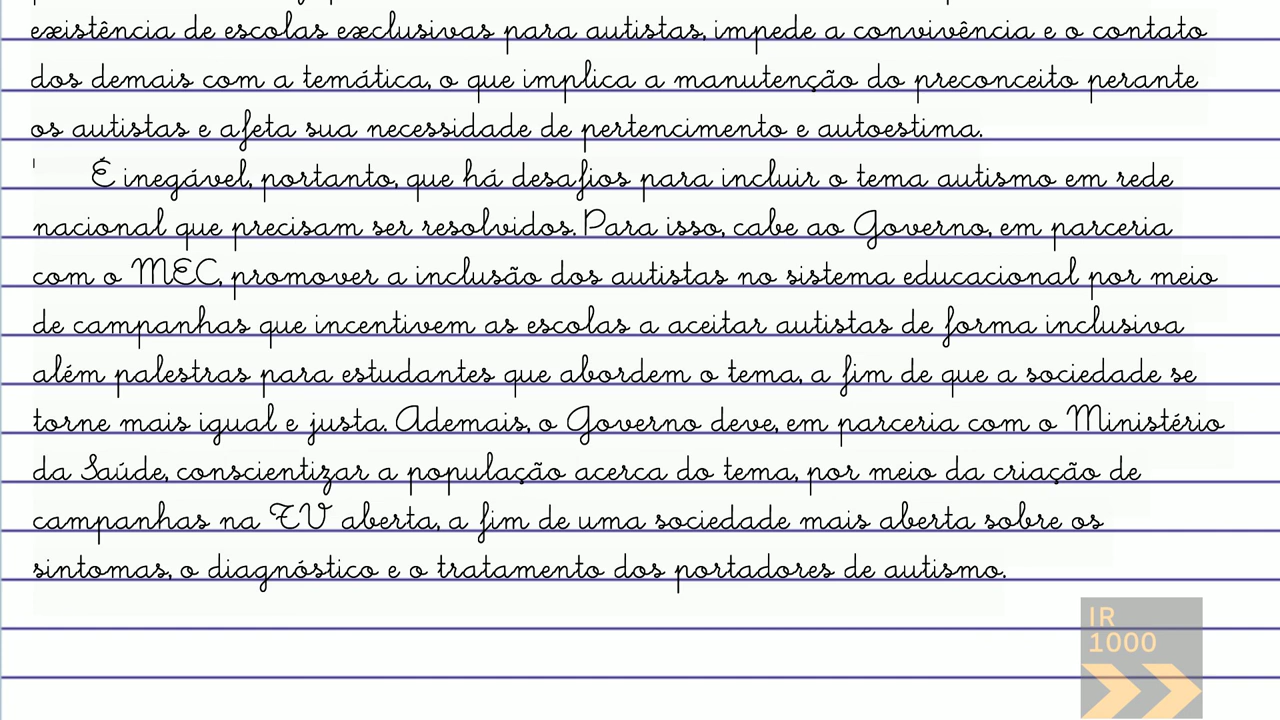 existência de escolas exclusivas para autistas, impede a convivência e o contato
dos demais com a temática, o que implica a manutenção do preconceito perante
os autistas e afeta sua necessidade de pertencimento e autoestima.
É inegável, portanto, que há desafios para incluir o tema autismo em rede
nacional que precisam ser resolvidos. Para isso, cabe ao Governo, em parceria
com o MEC, promover a inclusão dos autistas no sistema educacional por meio
de campanhas que incentivem as escolas a aceitar autistas de forma inclusiva
além palestras para estudantes que abordem o tema, a fim de que a sociedade se
torne mais igual e justa. Ademais, o Governo deve, em parceria com o Ministério
da Saúde, conscientizar a população acerca do tema, por meio da criação de
campanhas na TV aberta, a fim de uma sociedade mais aberta sobre os
sintomas, o diagnóstico e o tratamento dos portadores de autismo.
IR
1000